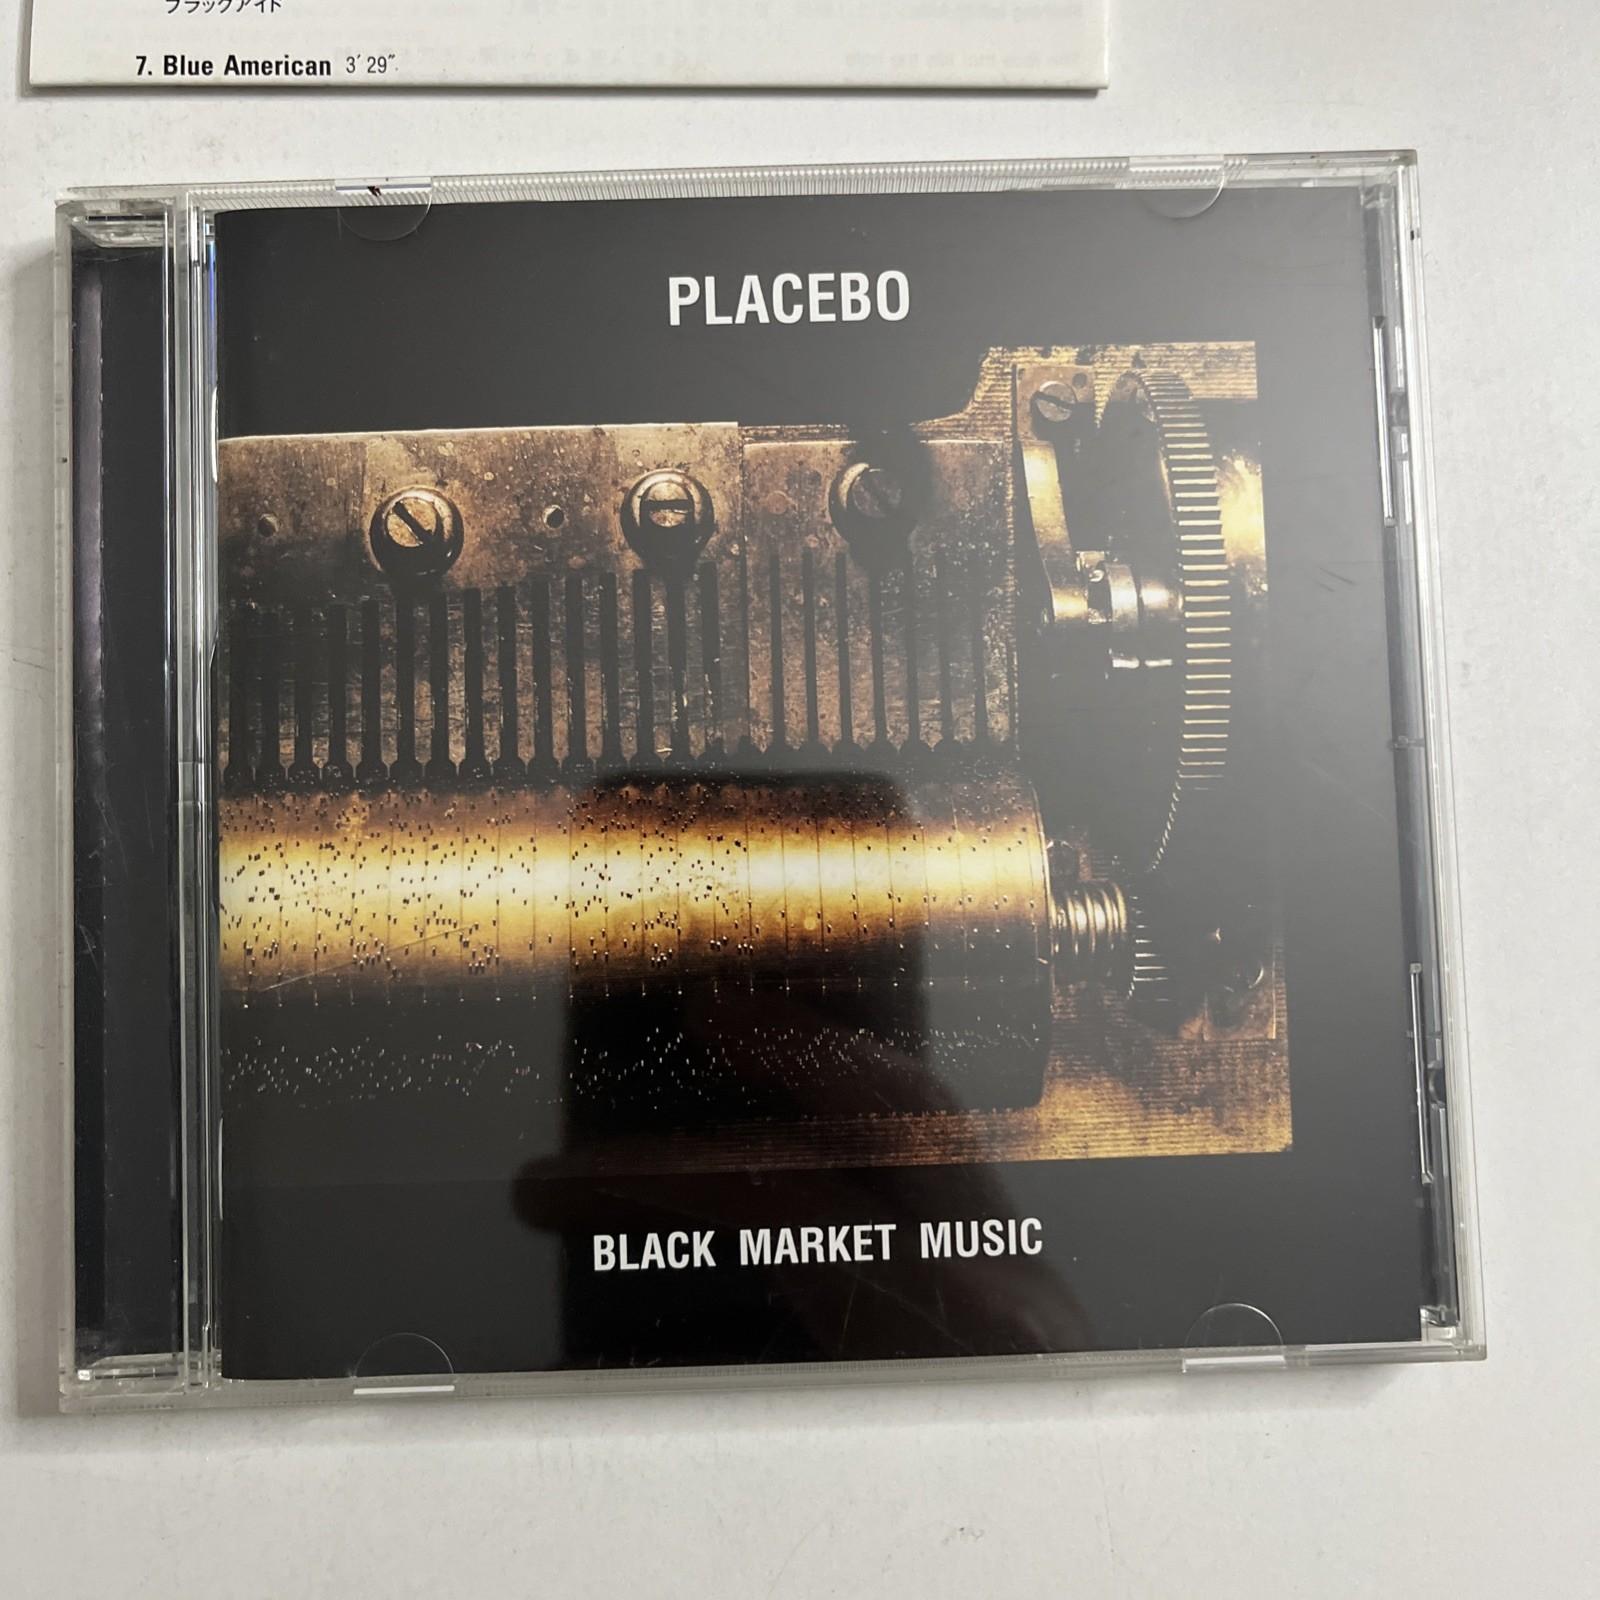 ブラックアイド
7. Blue American 3′29″.
PLACEBO
BLACK MARKET MUSIC